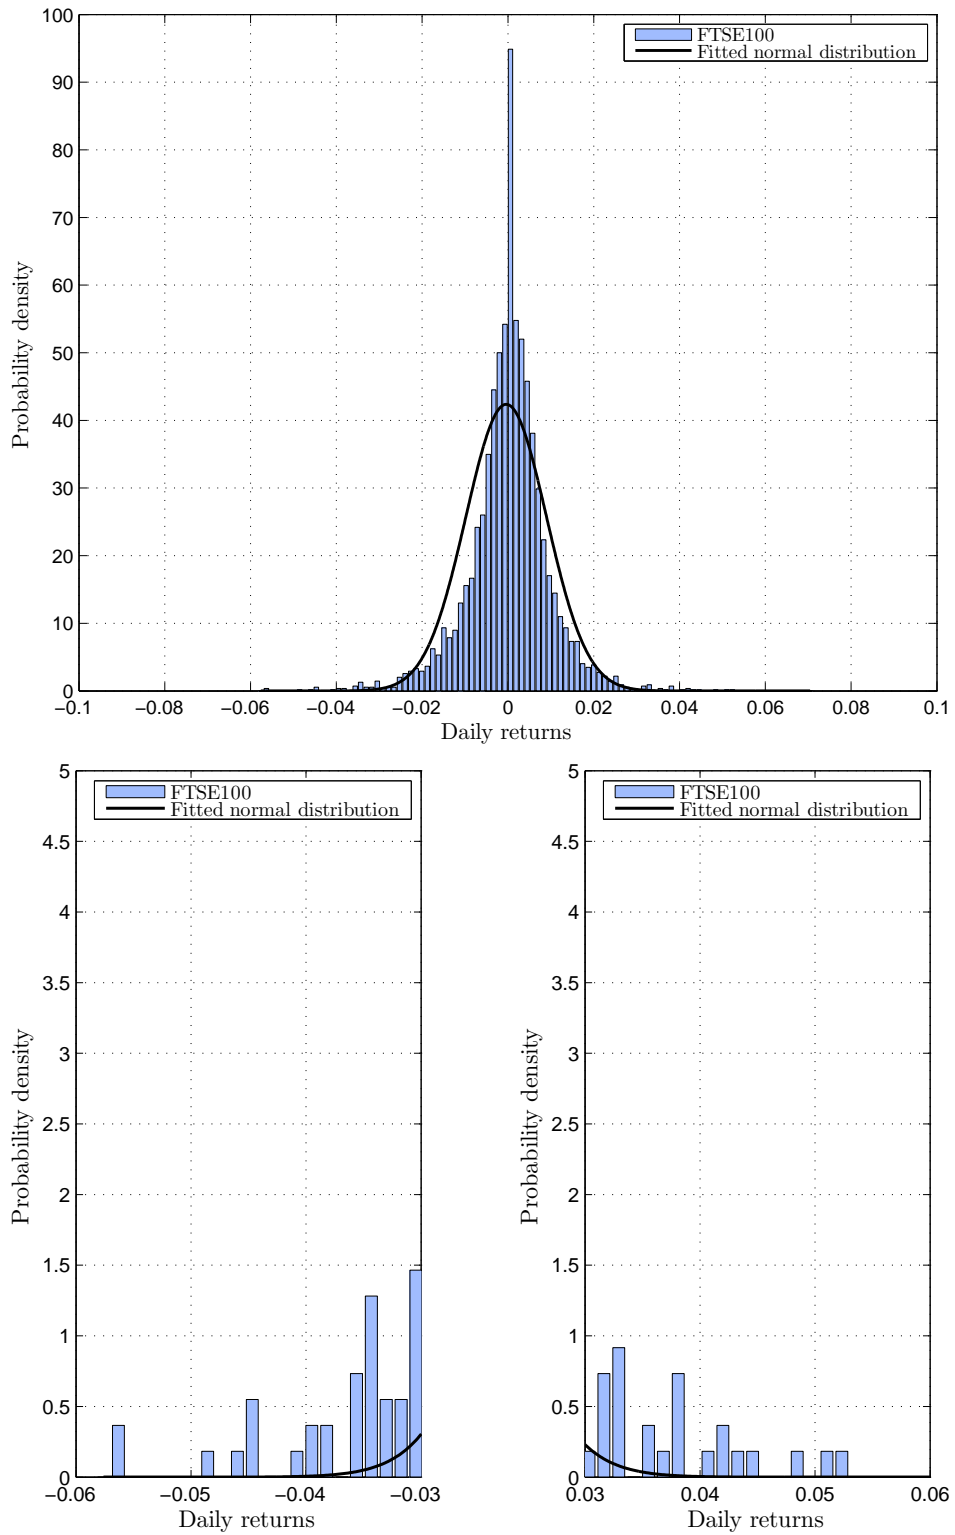 100
90
80
70
60
50
40
30
20
10
0
Probability density
FTSE100
Fitted normal distribution
−0.1 −0.08 −0.06 −0.04 −0.02 0 0.02 0.04 0.06 0.08 0.1
Daily returns
5
4.5
4
3.5
3
2.5
2
1.5
1
0.5
0
Probability density
FTSE100
Fitted normal distribution
−0.06 −0.05 −0.04 −0.03
Daily returns
5
4.5
4
3.5
3
2.5
2
1.5
1
0.5
0
Probability density
FTSE100
Fitted normal distribution
0.03 0.04 0.05 0.06
Daily returns